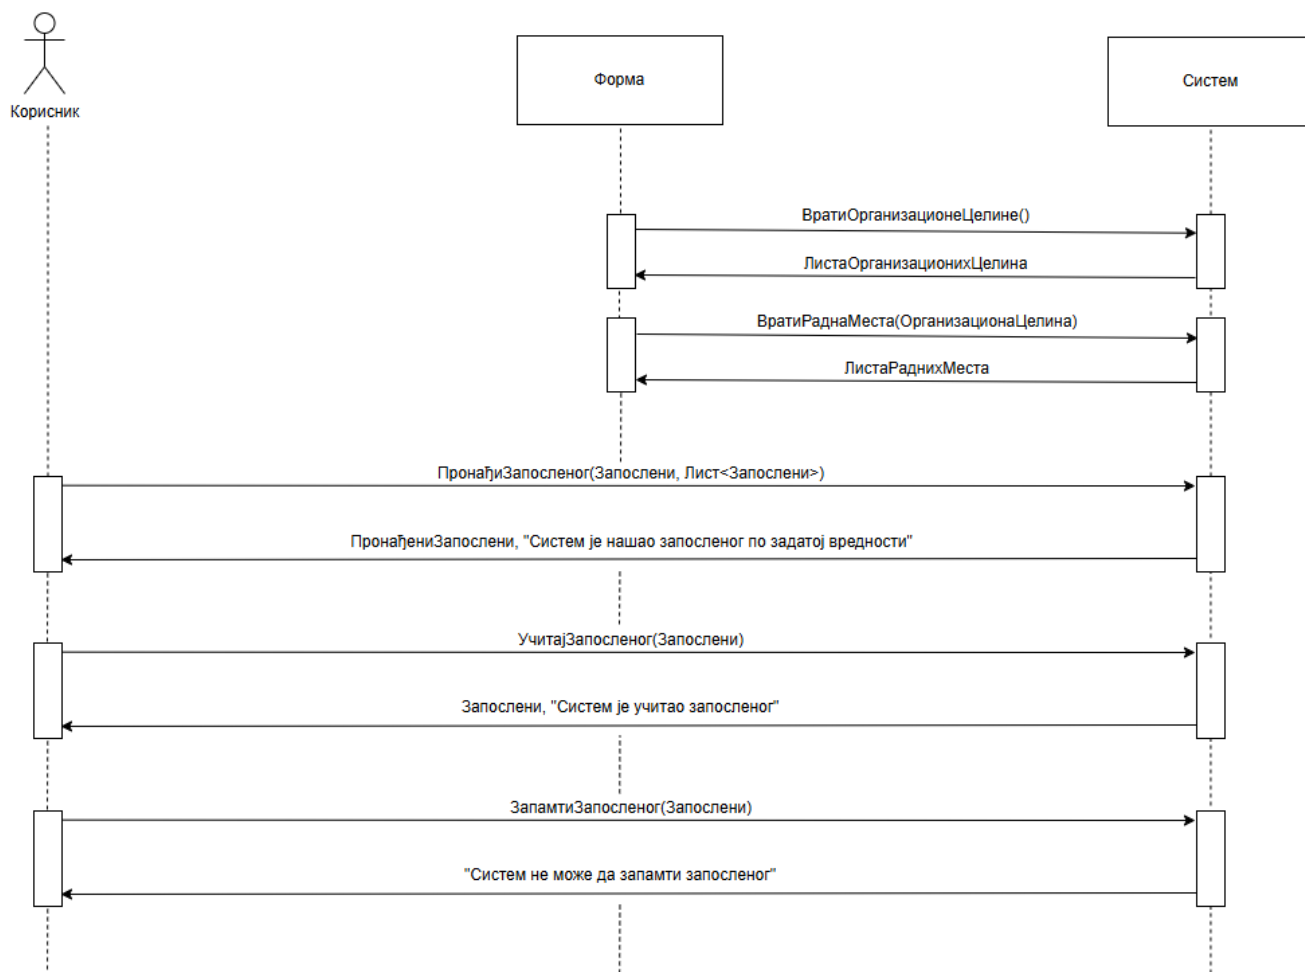 Корисник
Форма
Систем
ВратиОрганизационеЦелине()
ЛистаОрганизационихЦелина
ВратиРаднаМеста(ОрганизационаЦелина)
ЛистаРаднихМеста
ПронађиЗапосленог(Запослени, Лист<Запослени>)
ПронађениЗапослени, "Систем је нашао запосленог по задатој вредности"
УчитајЗапосленог(Запослени)
Запослени, "Систем је учитао запосленог"
ЗапамтиЗапосленог(Запослени)
"Систем не може да запамти запосленог"